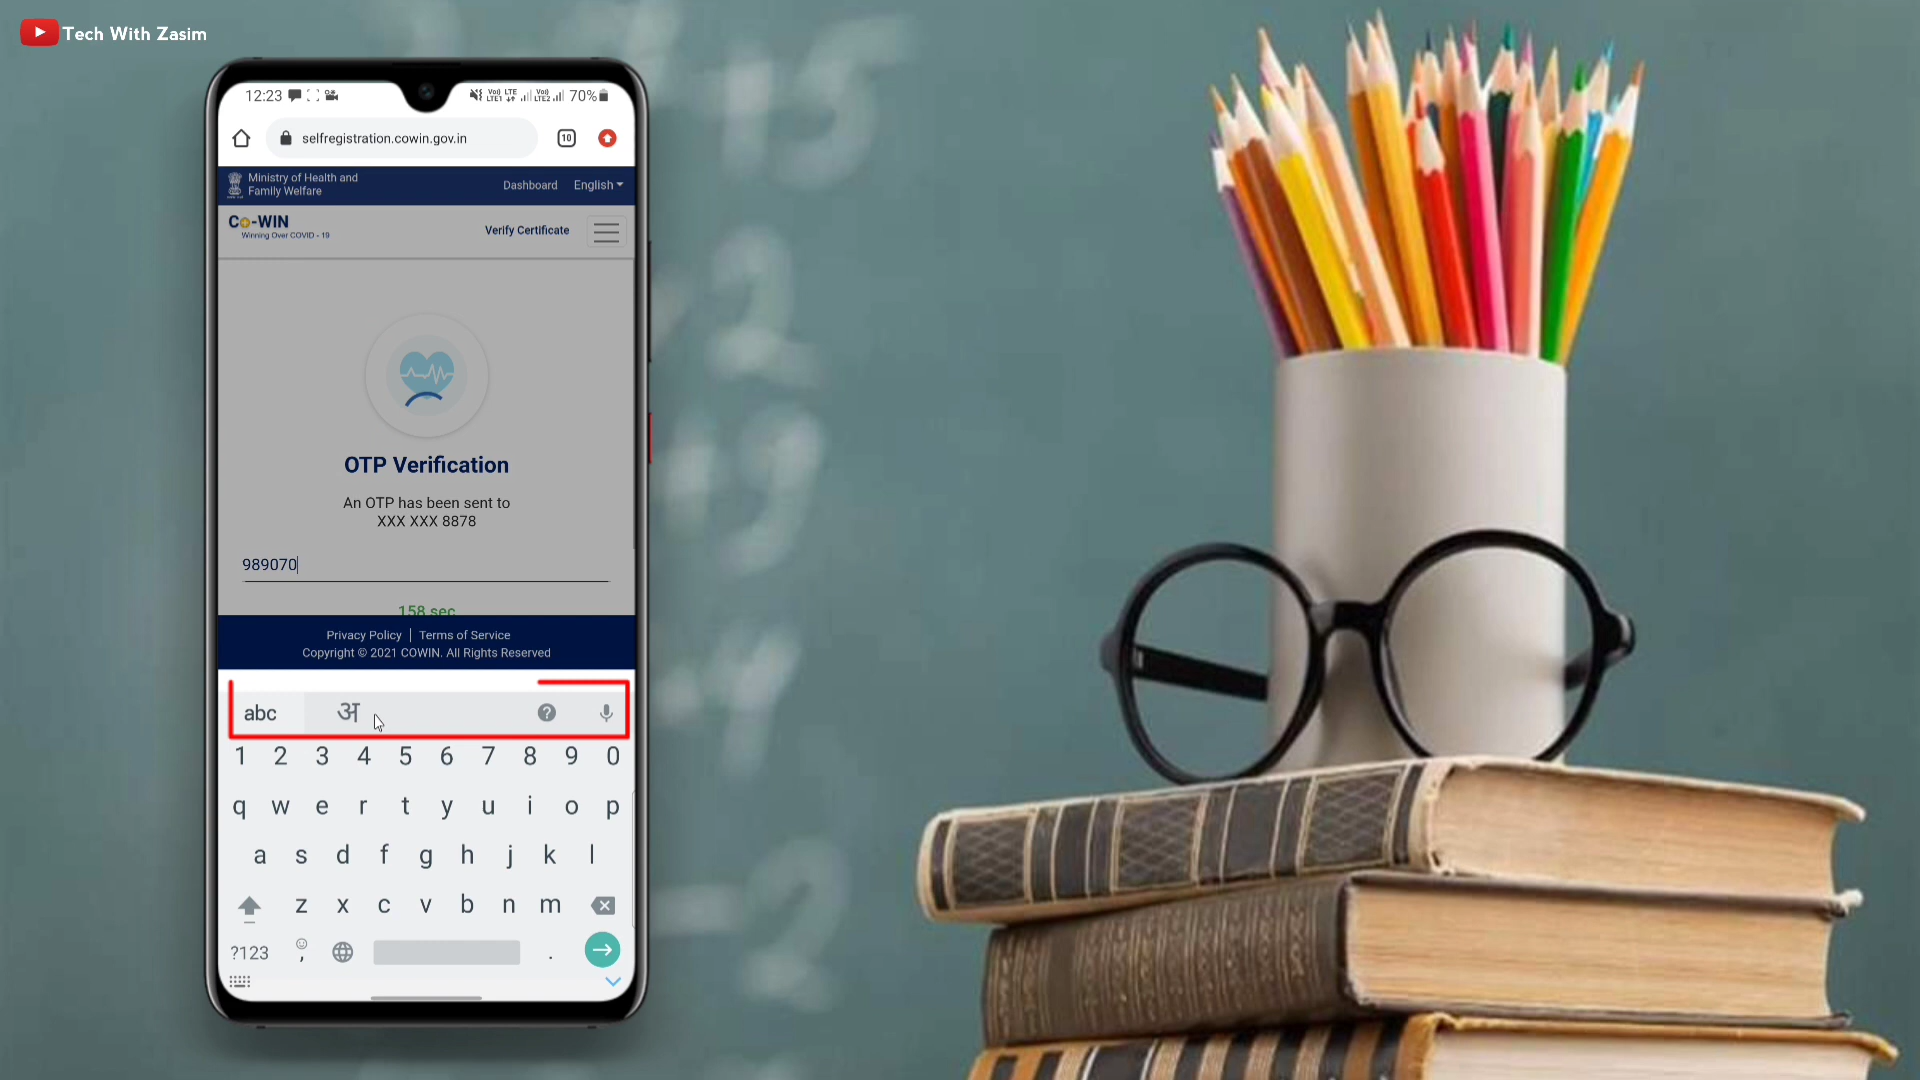 Tech With Zasim
12:23 70%
selfregistration.cowin.gov.in 10
Ministry of Health and
Family Welfare
Dashboard English
Co-WIN
Winning Over COVID - 19
Verify Certificate
OTP Verification
An OTP has been sent to
XXX XXX 8878
989070
158 sec
Privacy Policy | Terms of Service
Copyright © 2021 COWIN. All Rights Reserved
abc अ ?
1 2 3 4 5 6 7 8 9 0
q w e r t y u i o p
a s d f g h j k l
z x c v b n m
?123 , .